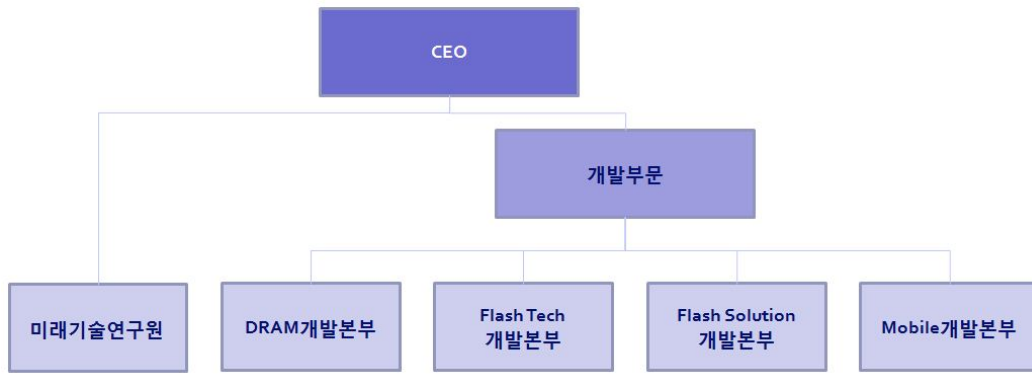 CEO
개발부문
미래기술연구원
DRAM개발본부
Flash Tech
개발본부
Flash Solution
개발본부
Mobile개발본부